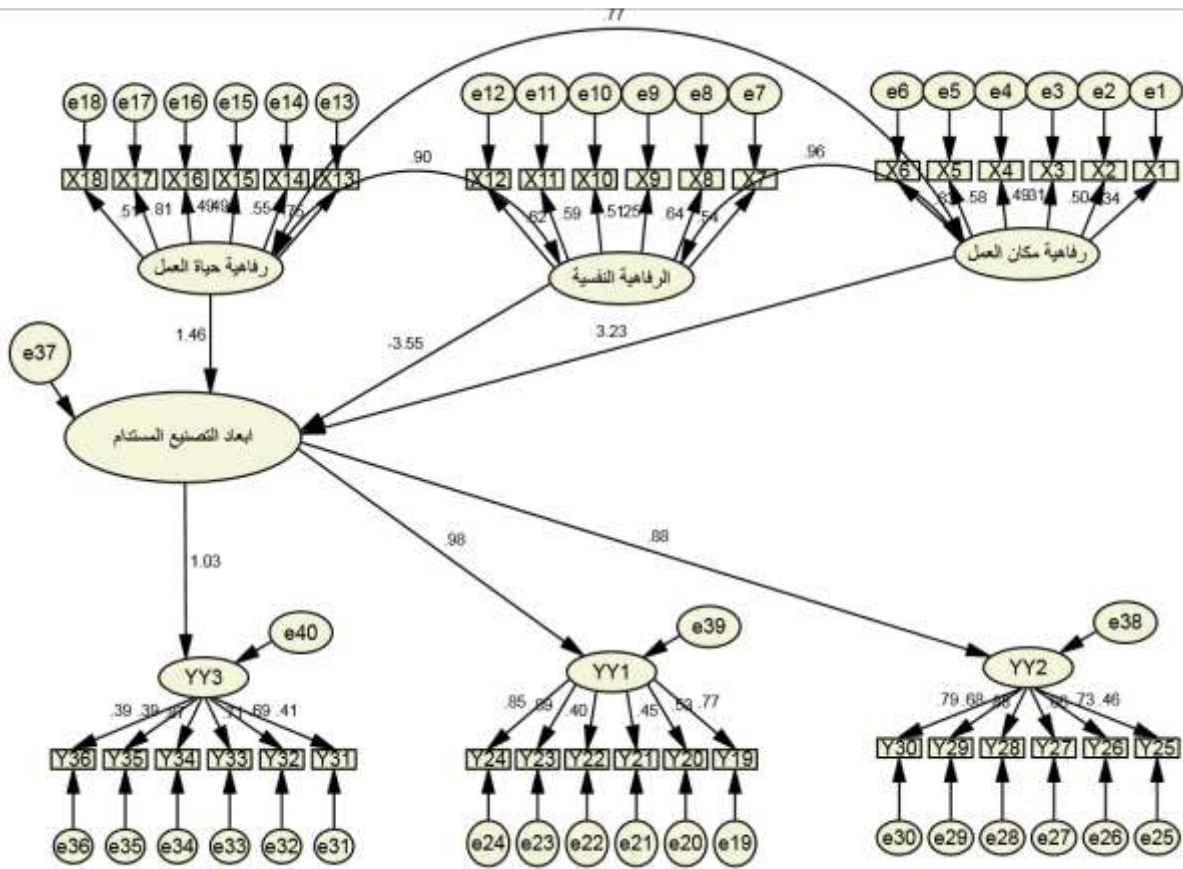 .77
e18 e17 e16 e15 e14 e13 e12 e11 e10 e9 e8 e7 e6 e5 e4 e3 e2 e1
.90 .96
X18 X17 X16 X15 X14 X13 X12 X11 X10 X9 X8 X7 X6 X5 X4 X3 X2 X1
.51 .81 .49 .55 .75 .62 .59 .51 .25 .64 .54 .58 .49 .31 .50 .34
رفاهية حياة العمل الرفاهية النفسية رفاهية مكان العمل
1.46 -3.55 3.23
e37
ابعاد التصنيع المستدام
1.03 .98 .88
e40 e39 e38
YY3 YY1 YY2
.39 .39 .71 .69 .41 .85 .40 .45 .53 .77 .79 .68 .73 .46
Y36 Y35 Y34 Y33 Y32 Y31 Y24 Y23 Y22 Y21 Y20 Y19 Y30 Y29 Y28 Y27 Y26 Y25
e36 e35 e34 e33 e32 e31 e24 e23 e22 e21 e20 e19 e30 e29 e28 e27 e26 e25